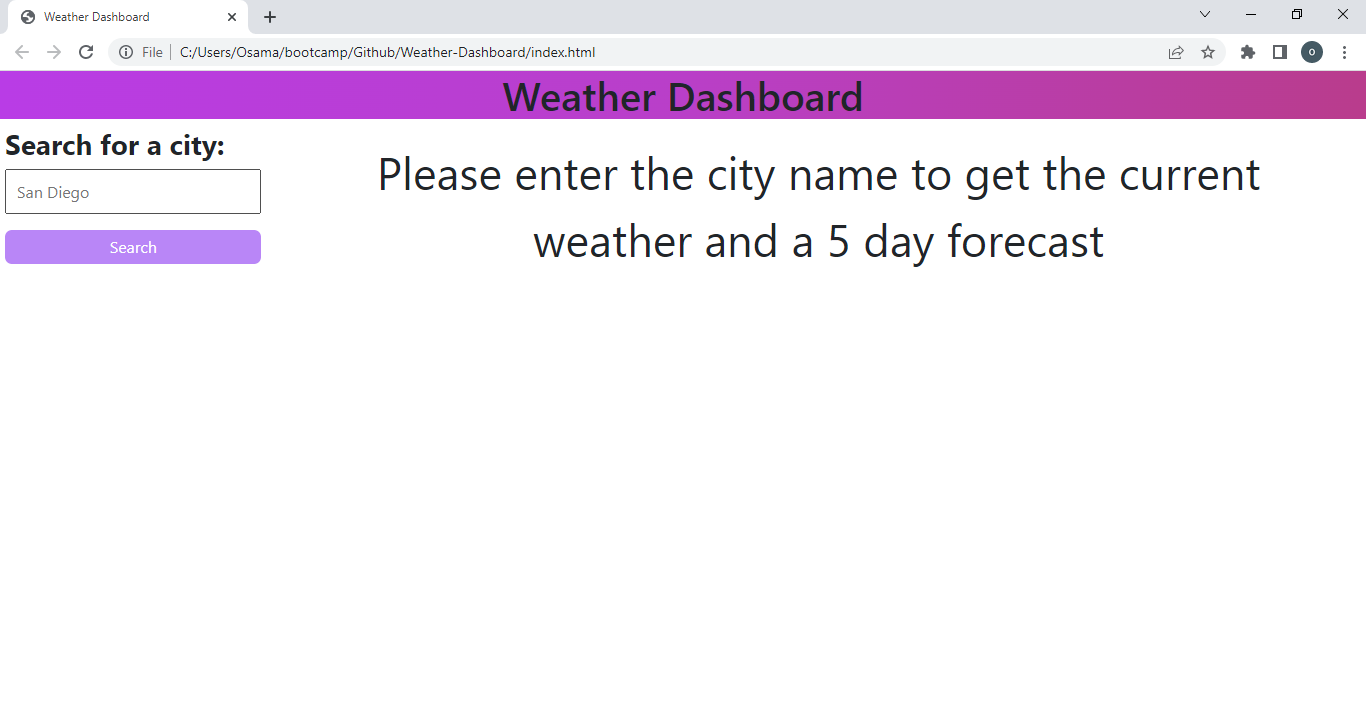 Weather Dashboard
File
C:/Users/Osama/bootcamp/Github/Weather-Dashboard/index.html
o
Weather Dashboard
Search for a city:
San Diego
Search
Please enter the city name to get the current
weather and a 5 day forecast